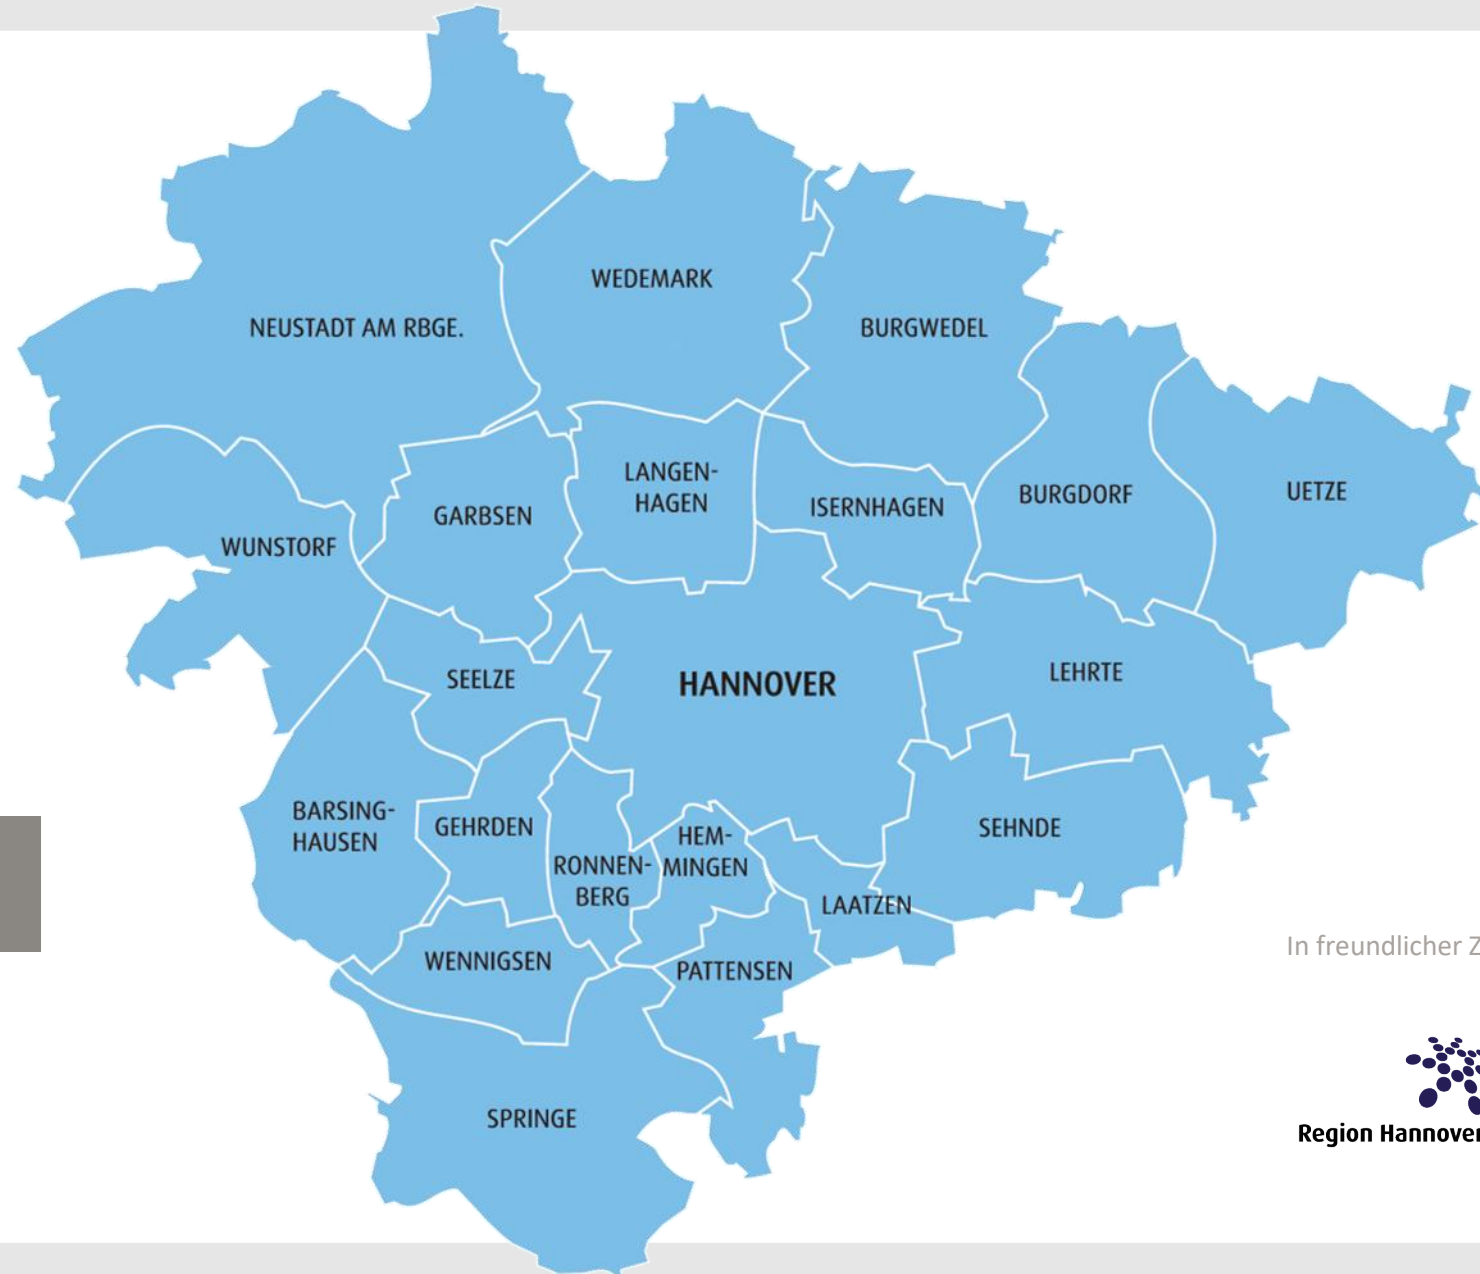 WEDEMARK
NEUSTADT AM RBGE.
BURGWEDEL
LANGEN-
HAGEN
ISERNHAGEN
BURGDORF
UETZE
GARBSEN
WUNSTORF
SEELZE
HANNOVER
LEHRTE
BARSING-
HAUSEN
GEHRDEN
RONNEN-
BERG
HEM-
MINGEN
SEHNDE
LAATZEN
WENNIGSEN
PATTENSEN
In freundlicher Z
SPRINGE
Region Hannover